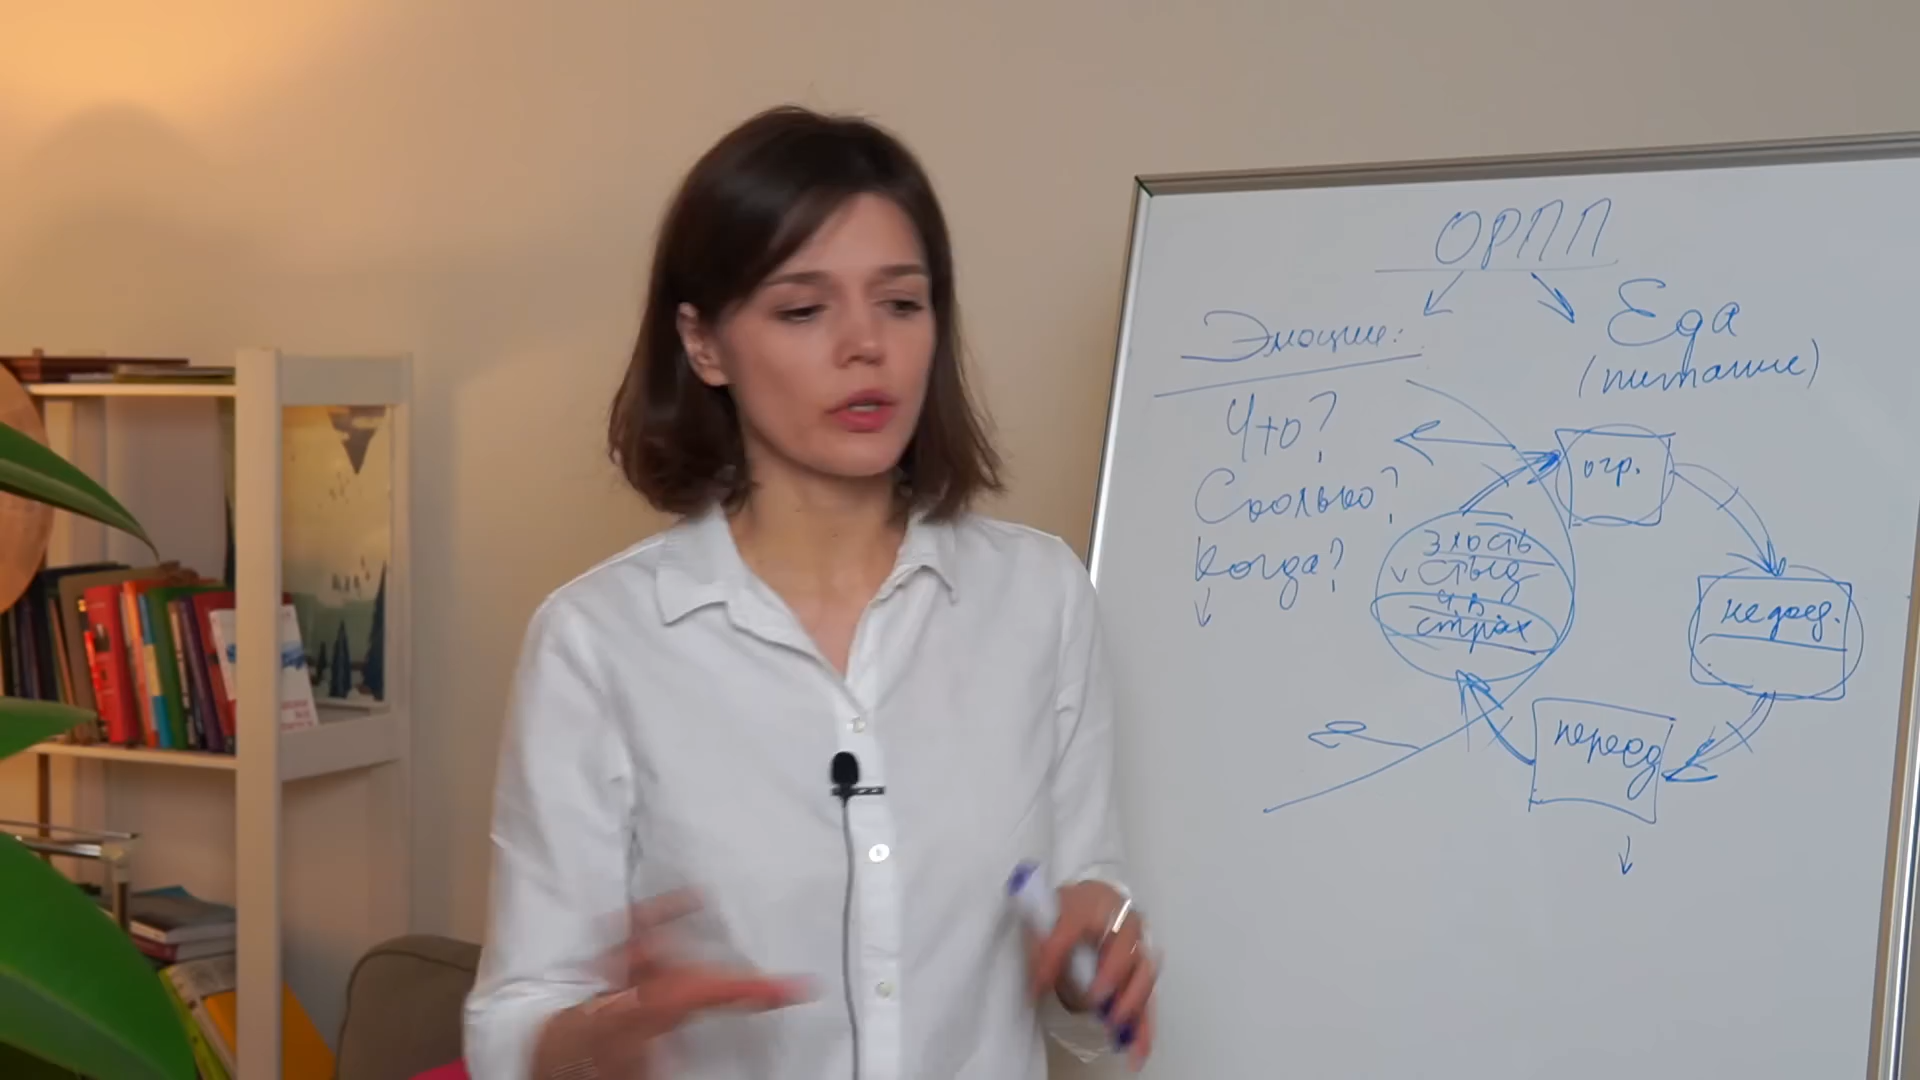 ОРПП
Эмоции:
Еда
(питание)
Что?
Сколько?
Когда?
огр.
злость
стыд
ч.в.
страх
недоед.
переед